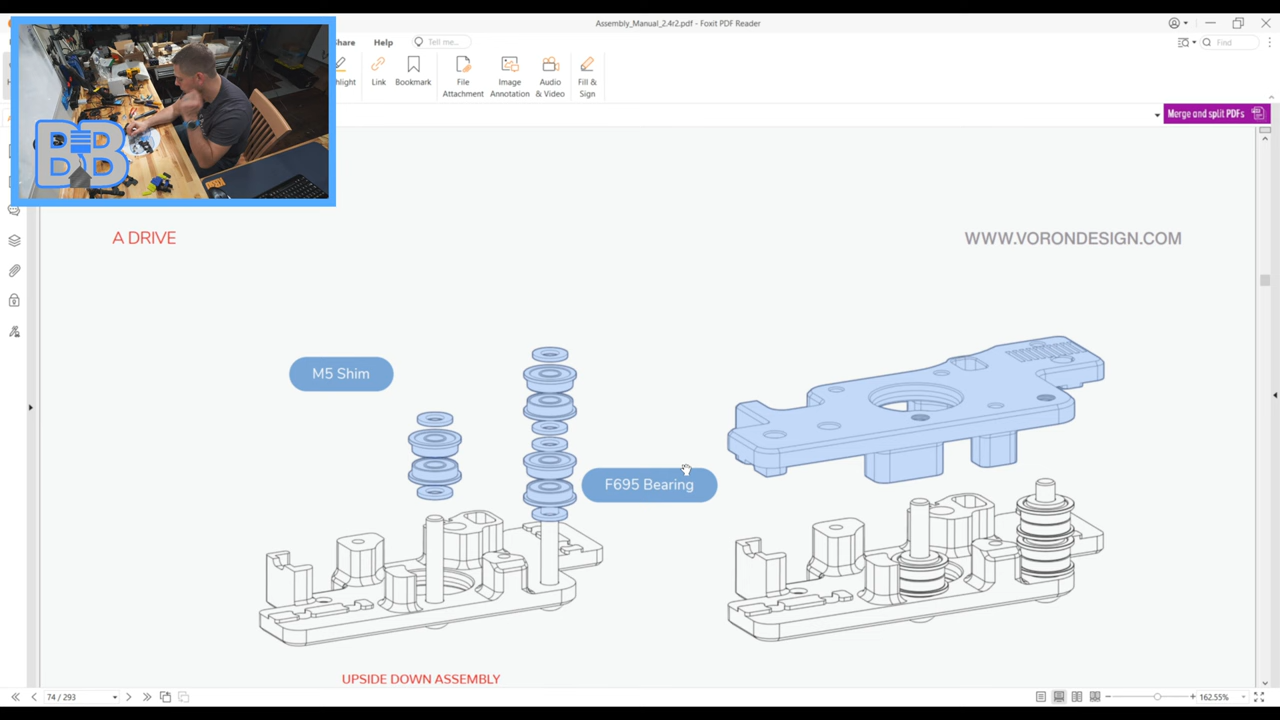 Assembly_Manual_2.4r2.pdf - Foxit PDF Reader
Share Help Tell me... Find
Link Bookmark File Attachment Image Annotation Audio & Video Fill & Sign
Merge and split PDFs
BB
A DRIVE
WWW.VORONDESIGN.COM
M5 Shim
F695 Bearing
UPSIDE DOWN ASSEMBLY
74 / 293
162.55%